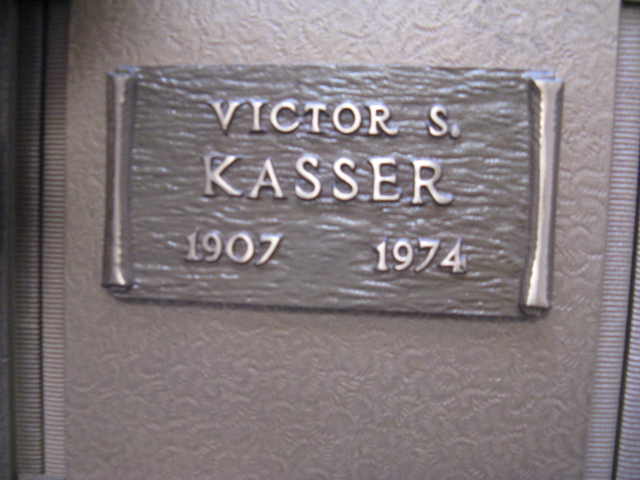 VICTOR S.
KASSER
1907 1974